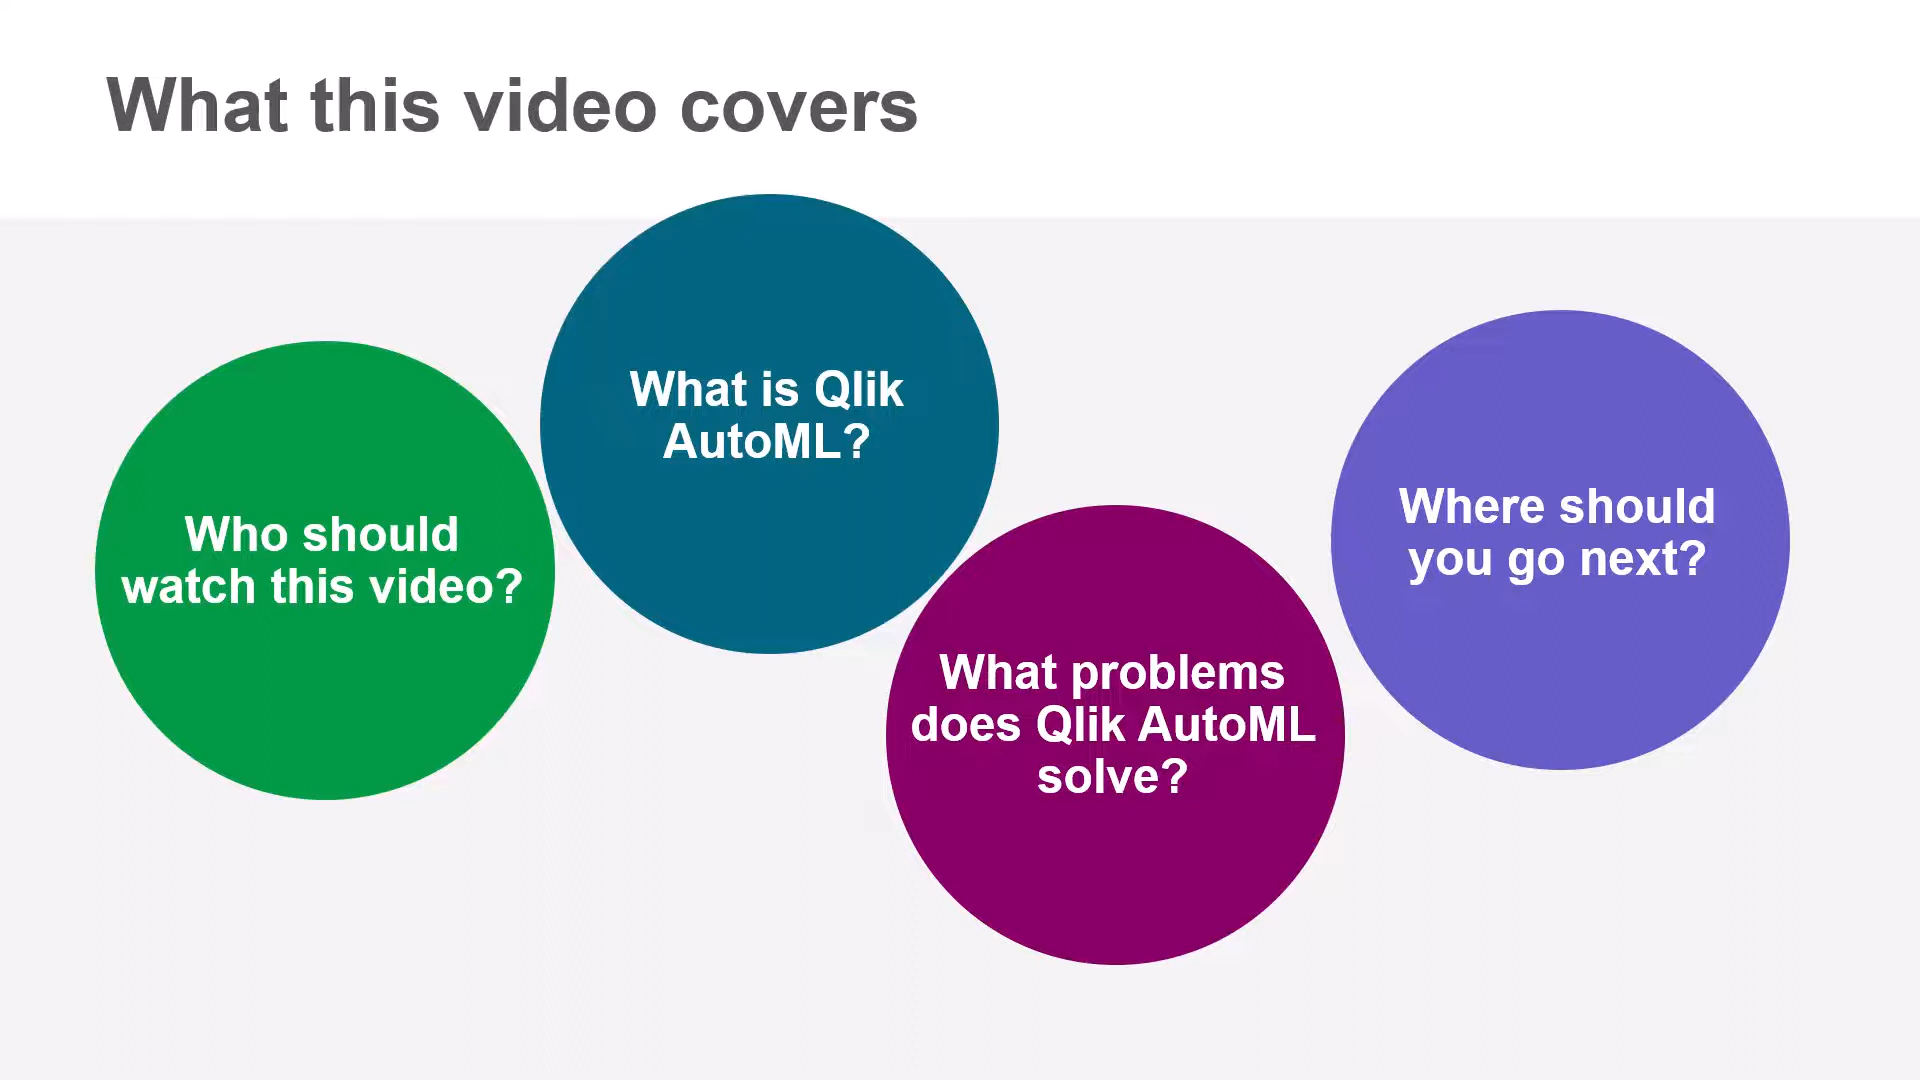 What this video covers
Who should
watch this video?
What is Qlik
AutoML?
What problems
does Qlik AutoML
solve?
Where should
you go next?